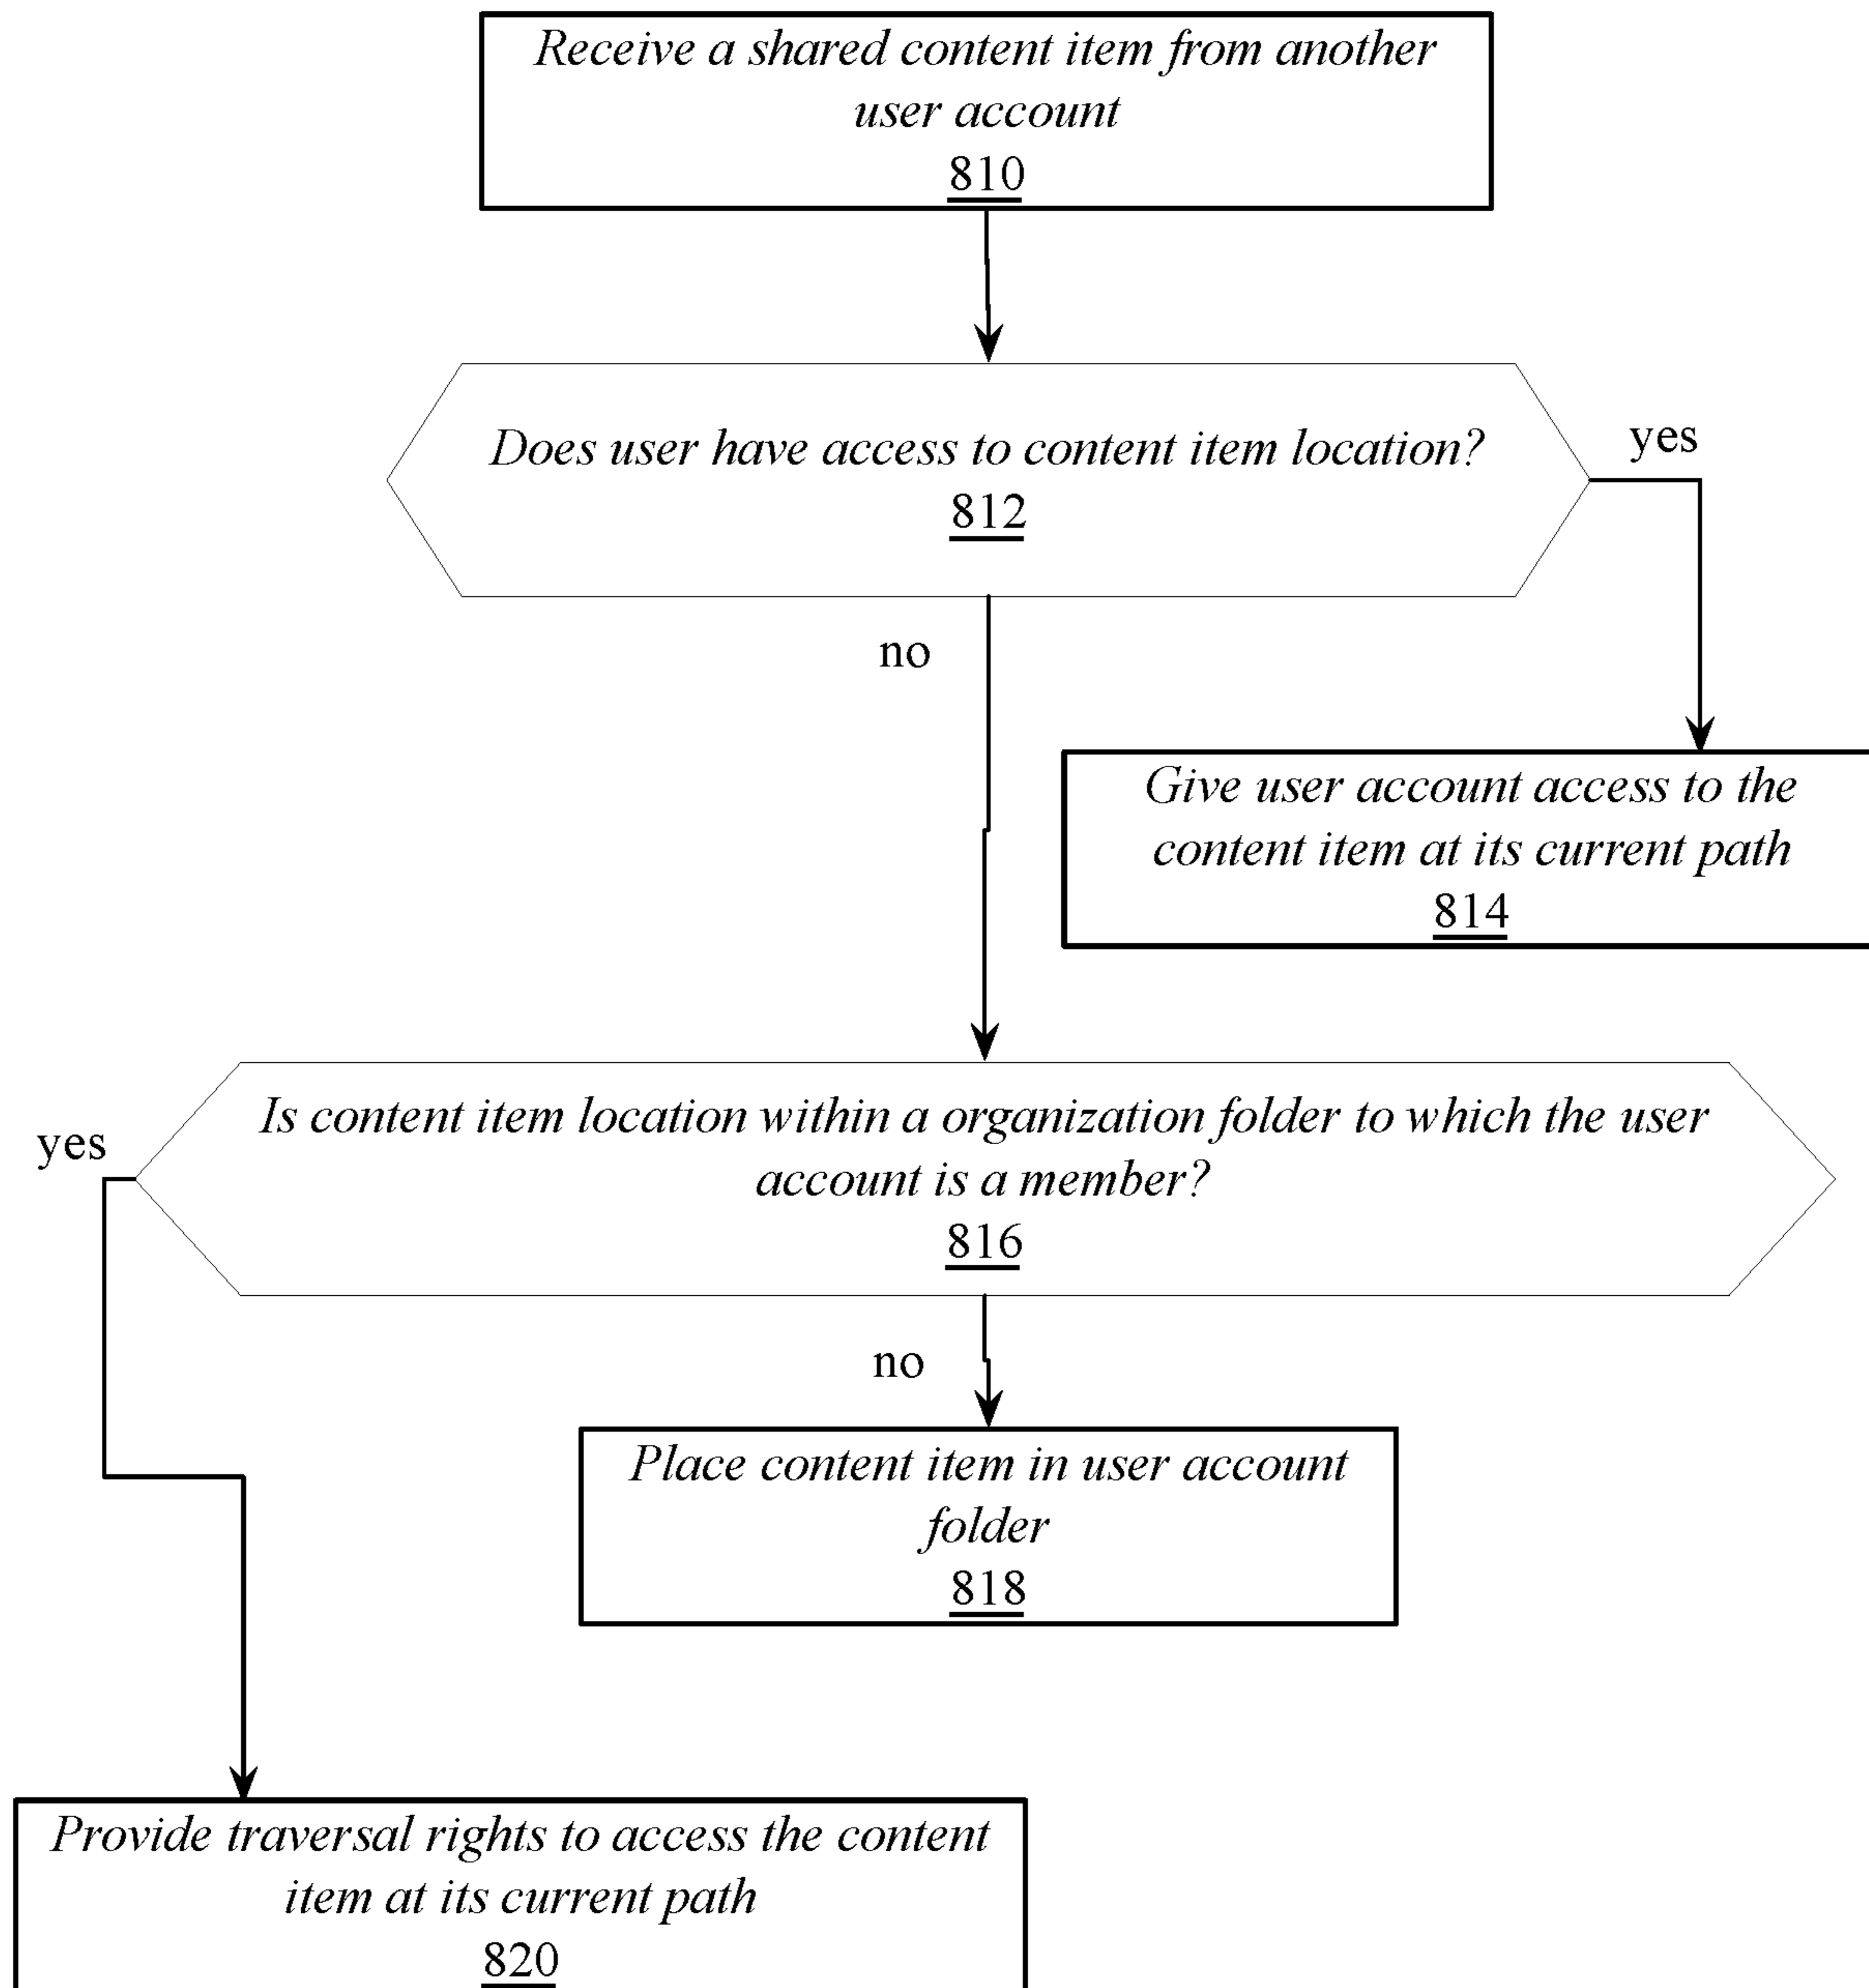 Receive a shared content item from another
user account
810
Does user have access to content item location?
812
yes
no
Give user account access to the
content item at its current path
814
Is content item location within a organization folder to which the user
account is a member?
816
yes
no
Place content item in user account
folder
818
Provide traversal rights to access the content
item at its current path
820